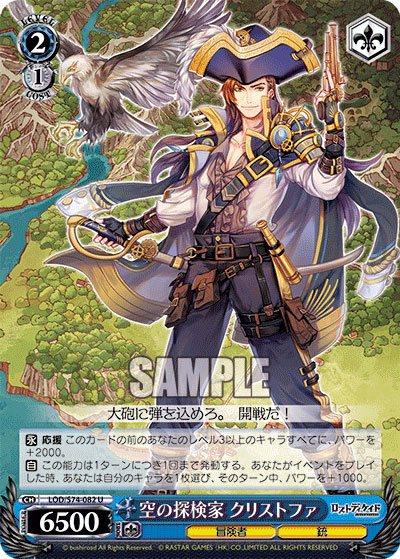 LEVEL
2
1
COST
SAMPLE
大砲に弾を込めろ。 開戦だ！
永 応援 このカードの前のあなたのレベル3以上のキャラすべてに、パワーを
+2000。
自 この能力は1ターンにつき1回まで発動する。あなたがイベントをプレイ
した時、あなたは自分のキャラを1枚選び、そのターン中、パワーを+1000。
CH LOD/S74-082 U
6500
空の探検家 クリストファ
冒険者 銃
ロストディケイド
© bushiroad All Rights Reserved. © RASTAR GAMES (HK) CO.,LIMITED ALL RIGHTS RESERVED.